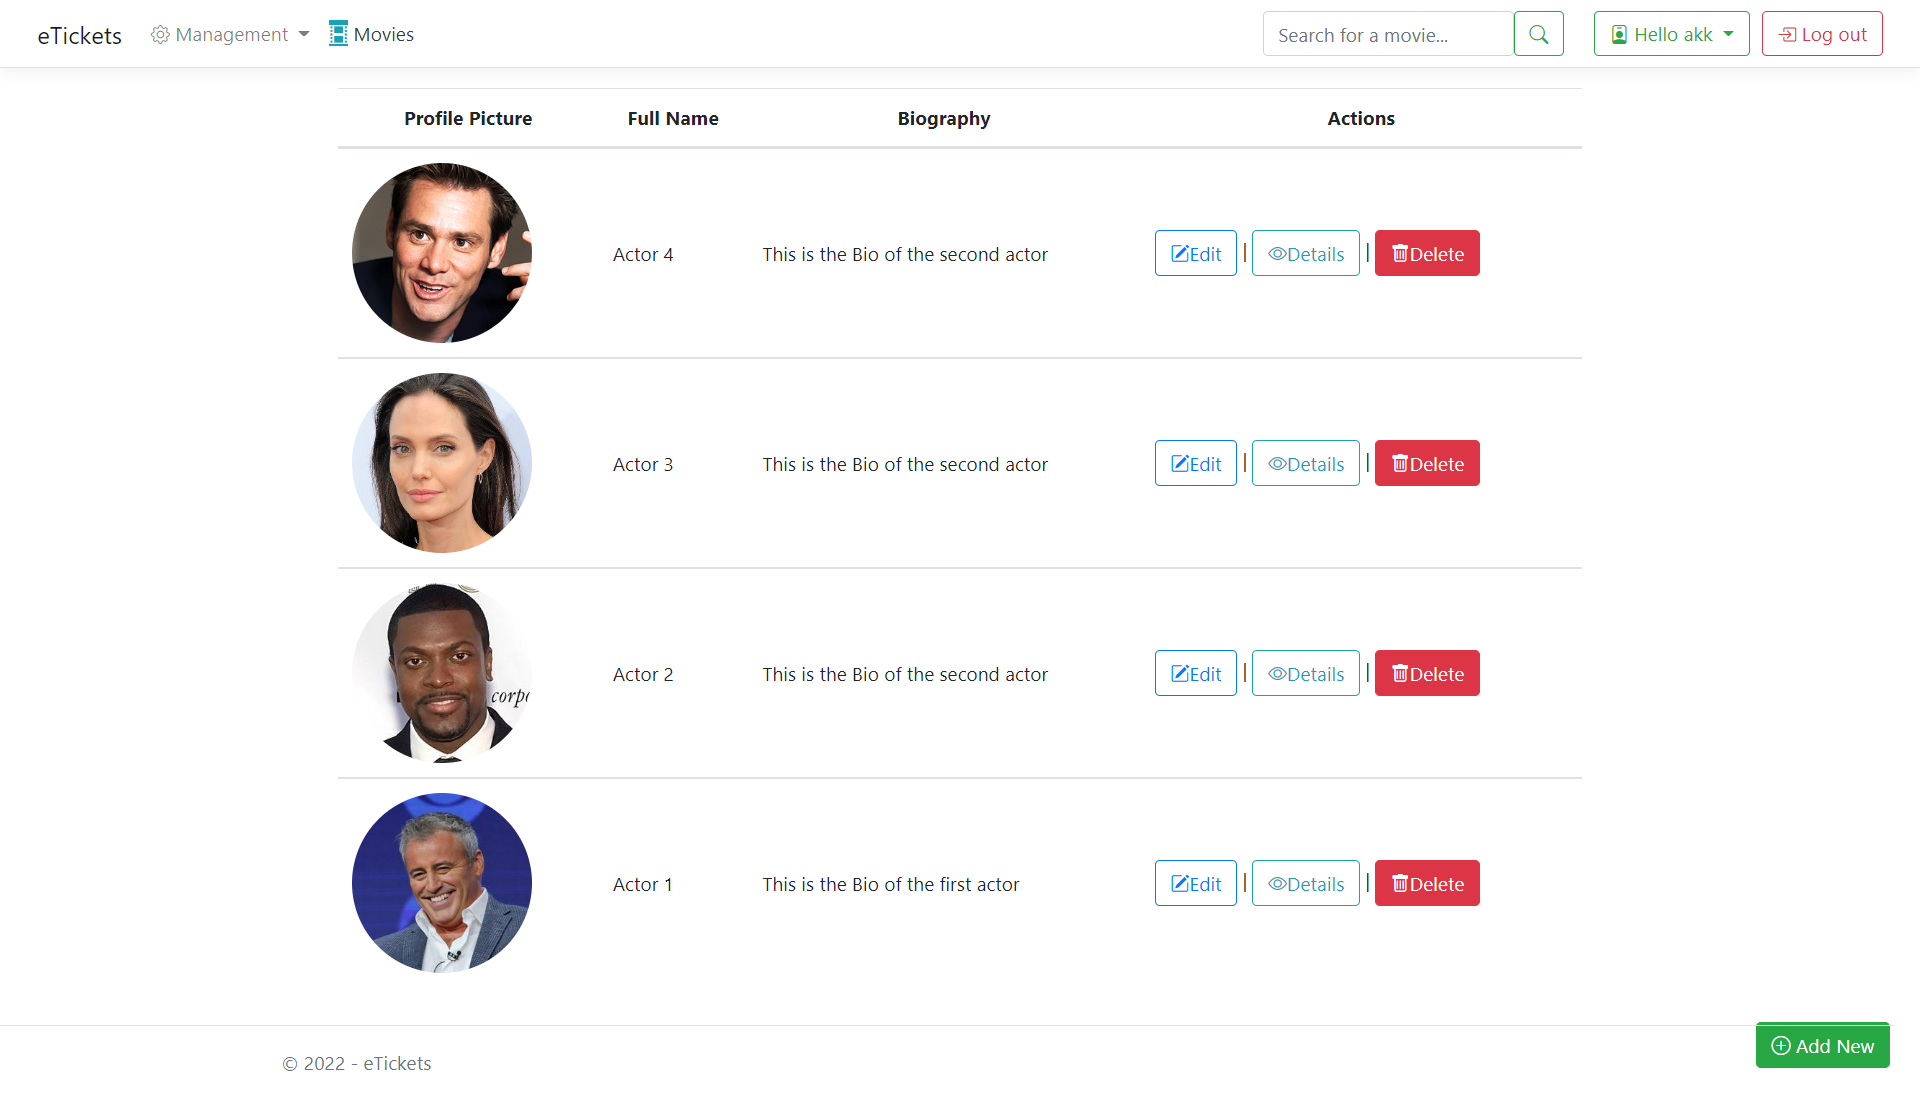 eTickets Management Movies Search for a movie... Hello akk Log out
Profile Picture Full Name Biography Actions
Actor 4 This is the Bio of the second actor Edit | Details | Delete
Actor 3 This is the Bio of the second actor Edit | Details | Delete
corp
Actor 2 This is the Bio of the second actor Edit | Details | Delete
Actor 1 This is the Bio of the first actor Edit | Details | Delete
Add New
© 2022 - eTickets